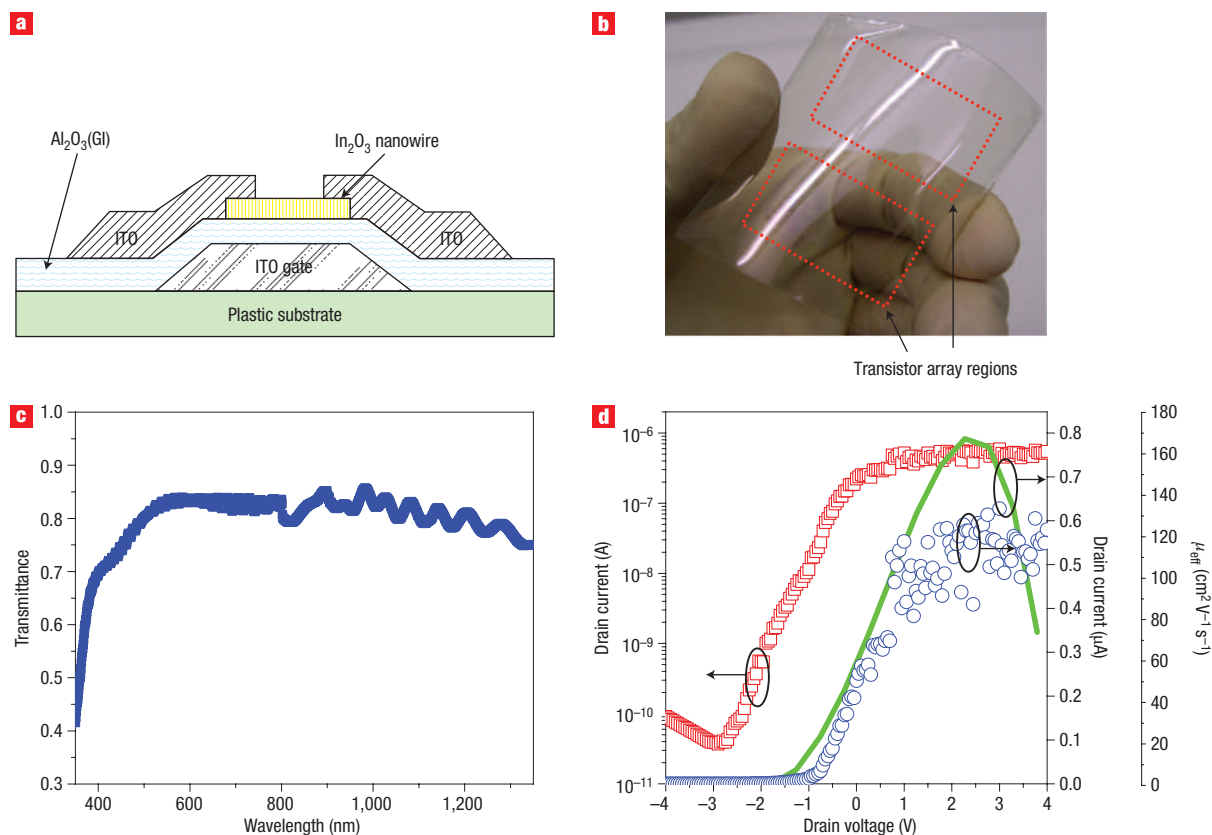 a
Al₂O₃(GI)
In₂O₃ nanowire
ITO
ITO
ITO gate
Plastic substrate
b
Transistor array regions
c
1.0
0.9
0.8
0.7
0.6
0.5
0.4
0.3
Transmittance
400
600
800
1,000
1,200
Wavelength (nm)
d
10⁻⁶
10⁻⁷
10⁻⁸
10⁻⁹
10⁻¹⁰
10⁻¹¹
Drain current (A)
–4
–3
–2
–1
0
1
2
3
4
Drain voltage (V)
0.8
0.7
0.6
0.5
0.4
0.3
0.2
0.1
0.0
Drain current (μA)
180
160
140
120
100
80
60
40
20
0
μeff (cm² V–¹ s–¹)